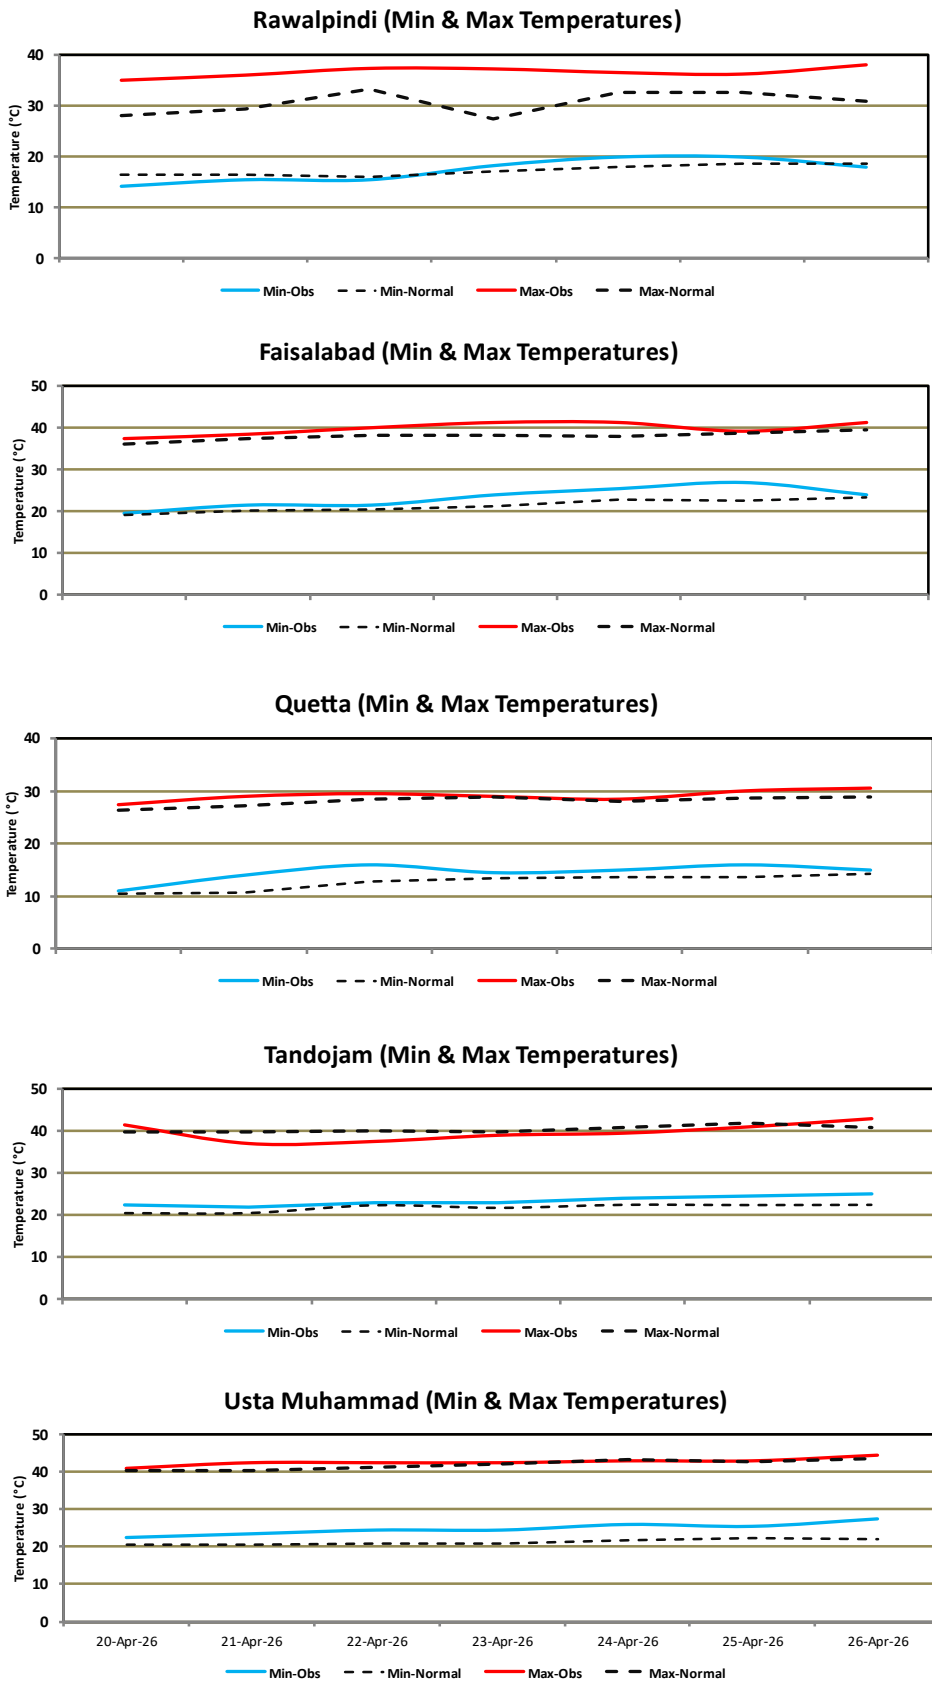 Rawalpindi (Min & Max Temperatures)
40
30
20
10
0
Temperature (°C)
Min-Obs Min-Normal Max-Obs Max-Normal
Faisalabad (Min & Max Temperatures)
50
40
30
20
10
0
Temperature (°C)
Min-Obs Min-Normal Max-Obs Max-Normal
Quetta (Min & Max Temperatures)
40
30
20
10
0
Temperature (°C)
Min-Obs Min-Normal Max-Obs Max-Normal
Tandojam (Min & Max Temperatures)
50
40
30
20
10
0
Temperature (°C)
Min-Obs Min-Normal Max-Obs Max-Normal
Usta Muhammad (Min & Max Temperatures)
50
40
30
20
10
0
Temperature (°C)
20-Apr-26 21-Apr-26 22-Apr-26 23-Apr-26 24-Apr-26 25-Apr-26 26-Apr-26
Min-Obs Min-Normal Max-Obs Max-Normal